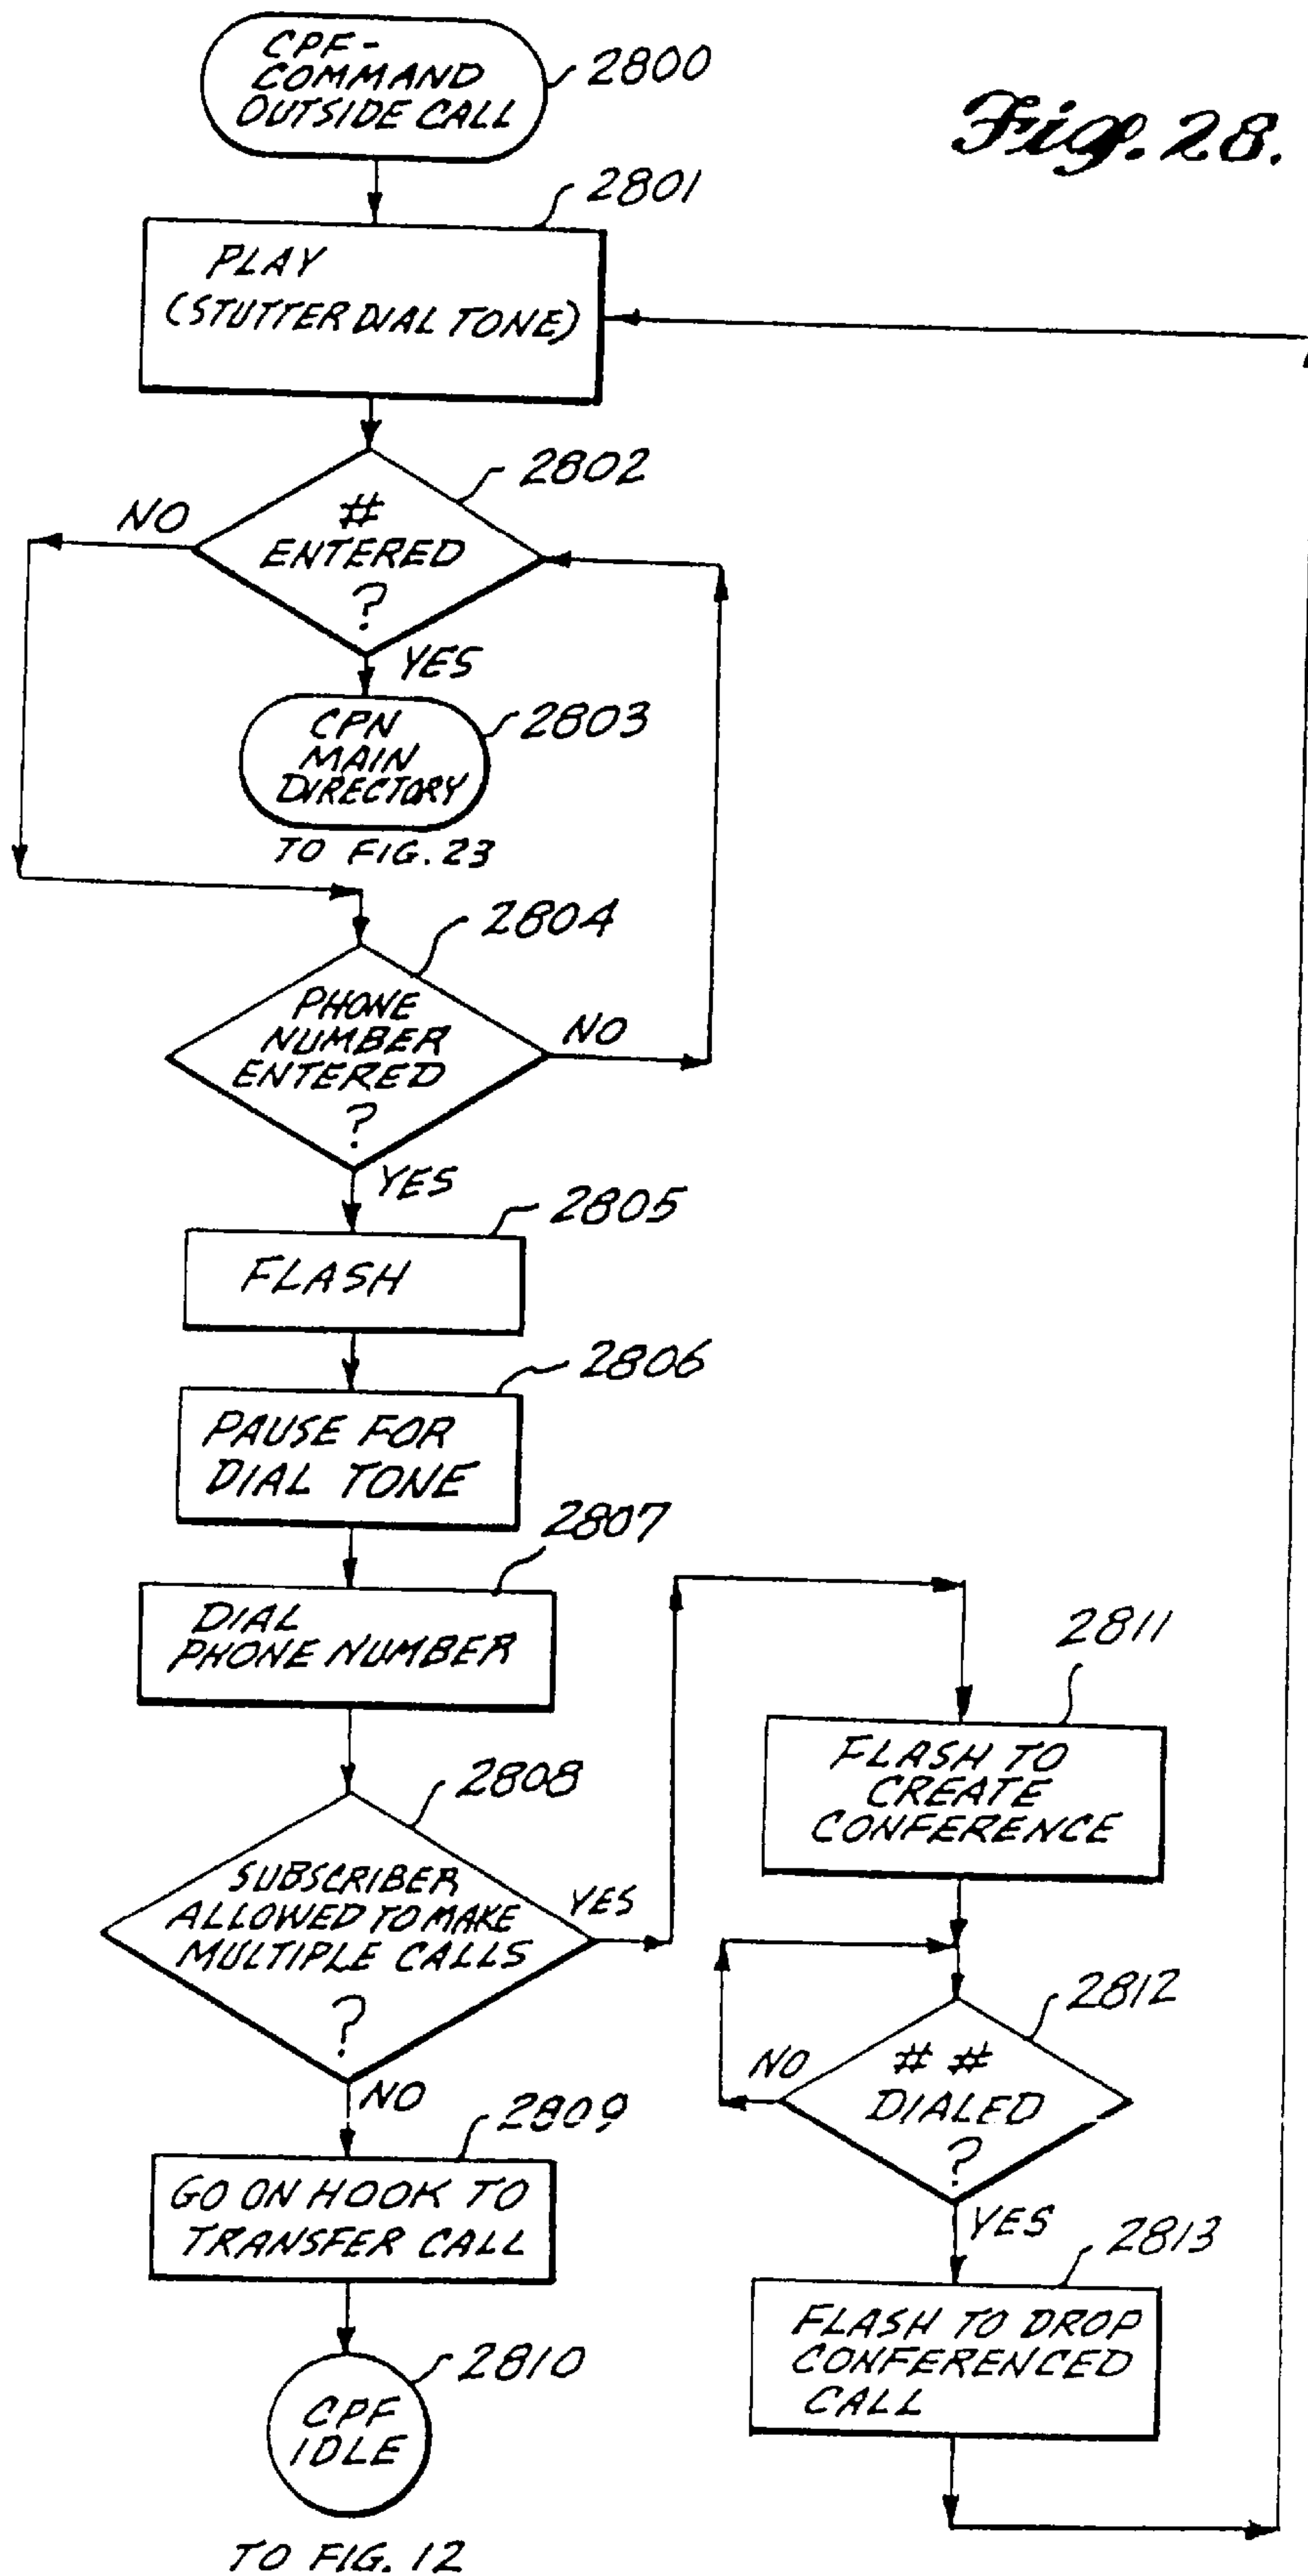 CPF-
COMMAND
OUTSIDE CALL
2800
Fig. 28.
2801
PLAY
(STUTTER DIAL TONE)
2802
NO
#
ENTERED
?
YES
CPN
MAIN
DIRECTORY
2803
TO FIG. 23
2804
PHONE
NUMBER
ENTERED
?
NO
YES
2805
FLASH
2806
PAUSE FOR
DIAL TONE
2807
DIAL
PHONE NUMBER
2808
SUBSCRIBER
ALLOWED TO MAKE
MULTIPLE CALLS
?
YES
NO
2809
GO ON HOOK TO
TRANSFER CALL
2810
CPF
IDLE
TO FIG. 12
2811
FLASH TO
CREATE
CONFERENCE
2812
NO
# #
DIALED
?
YES
2813
FLASH TO DROP
CONFERENCED
CALL